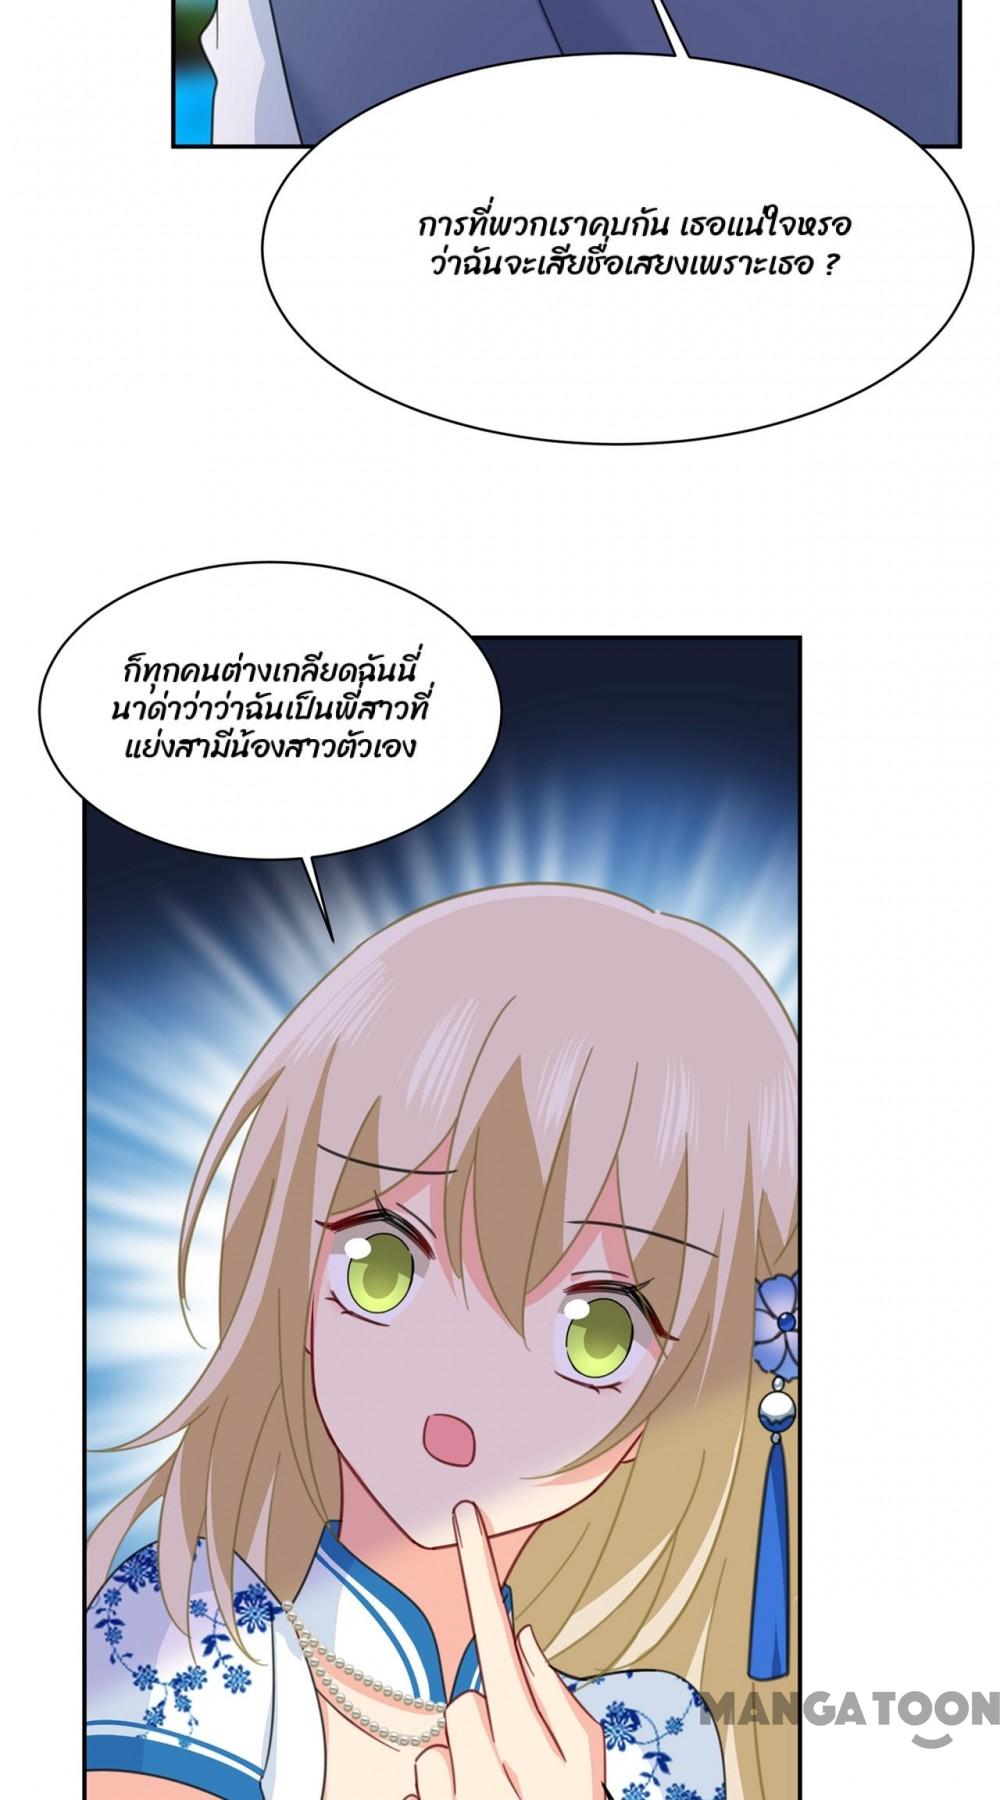 การที่พวกเราคบกัน เธอแน่ใจหรอ
ว่าฉันจะเสียชื่อเสียงเพราะเธอ ?
ก็ทุกคนต่างเกลียดฉันนี่
นาด่าว่าว่าฉันเป็นพี่สาวที่
แย่งสามีน้องสาวตัวเอง
MANGATOON